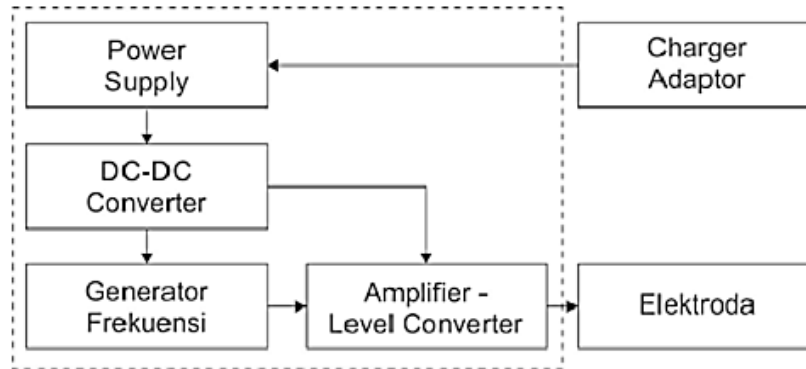 Power
Supply
Charger
Adaptor
DC-DC
Converter
Generator
Frekuensi
Amplifier -
Level Converter
Elektroda